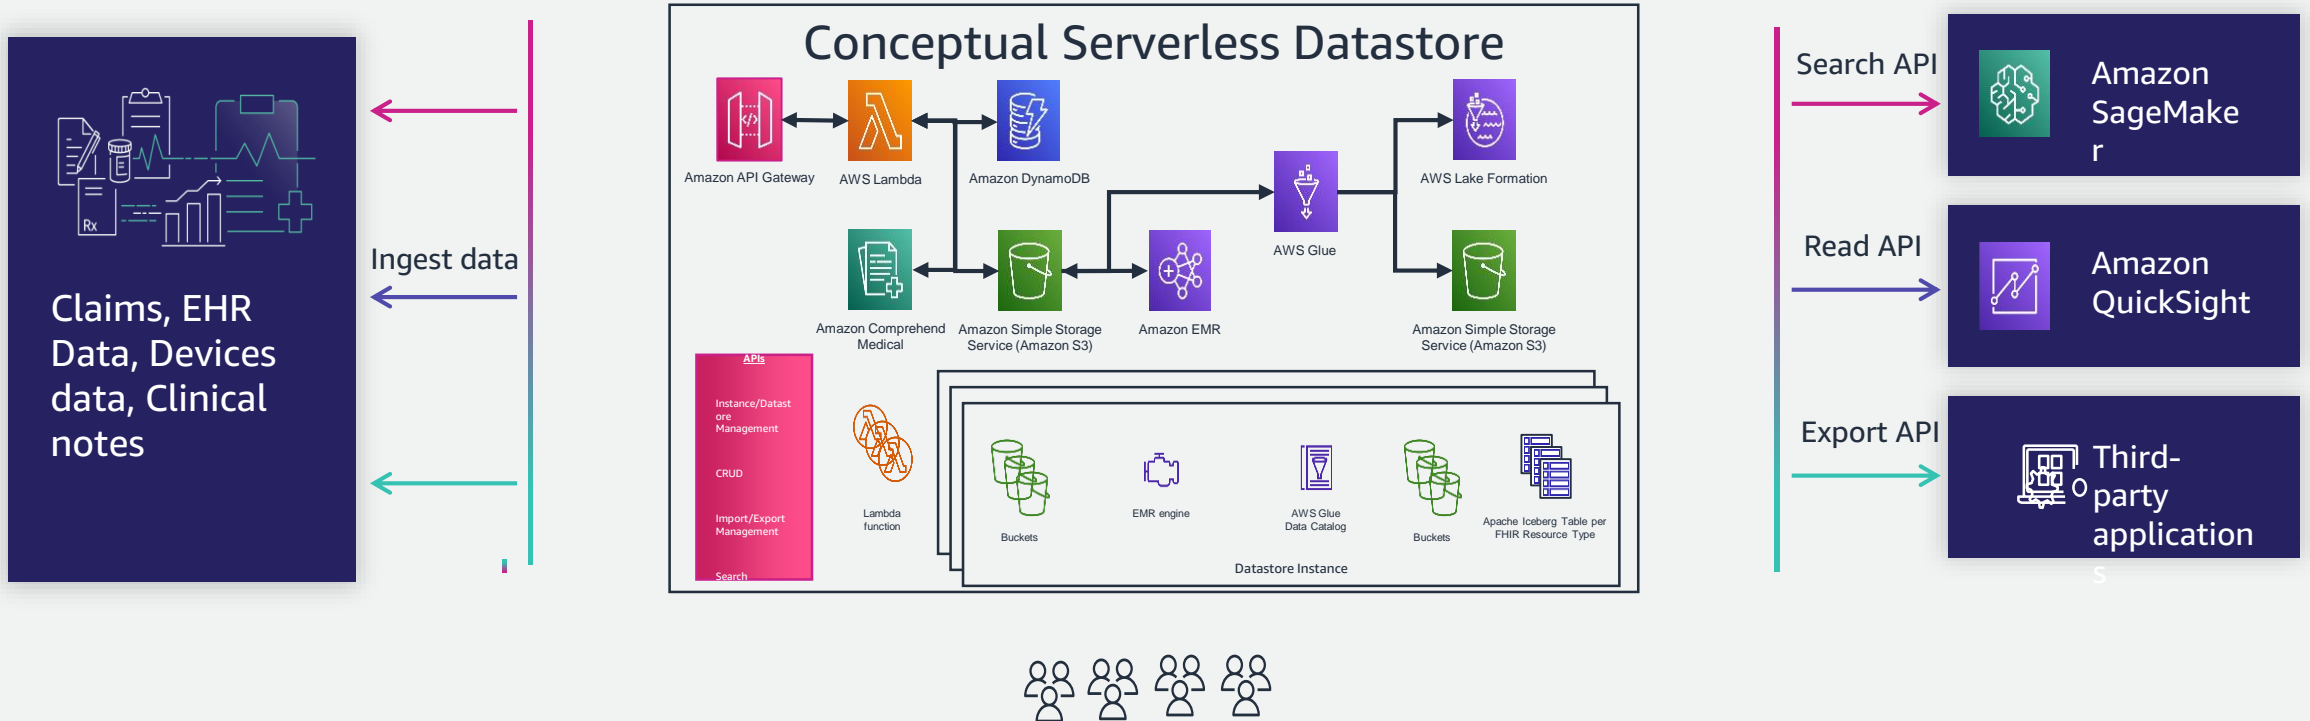 Conceptual Serverless Datastore
Rx
Claims, EHR
Data, Devices
data, Clinical
notes
Ingest data
</>
Amazon API Gateway
AWS Lambda
Amazon DynamoDB
AWS Glue
AWS Lake Formation
Amazon Comprehend
Medical
Amazon Simple Storage
Service (Amazon S3)
Amazon EMR
Amazon Simple Storage
Service (Amazon S3)
APIs
Instance/Datast
ore
Management
CRUD
Import/Export
Management
Search
Lambda
function
Buckets
EMR engine
AWS Glue
Data Catalog
Buckets
Apache Iceberg Table per
FHIR Resource Type
Datastore Instance
Search API
Read API
Export API
Amazon
SageMake
r
Amazon
QuickSight
Third-
party
application
s